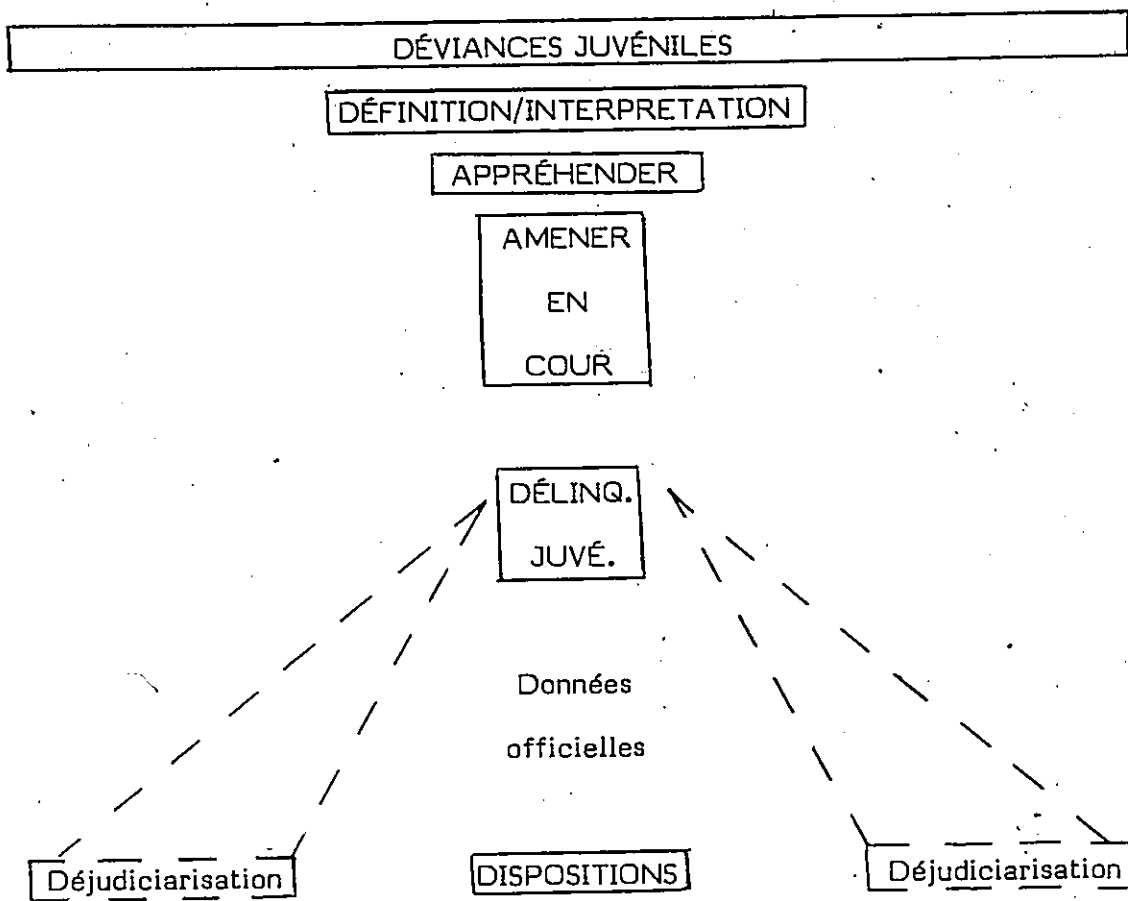 DÉVIANCES JUVÉNILES
DÉFINITION/INTERPRETATION
APPRÉHENDER
AMENER
EN
COUR
DÉLINQ.
JUVÉ.
Données
officielles
Déjudiciarisation
DISPOSITIONS
Déjudiciarisation